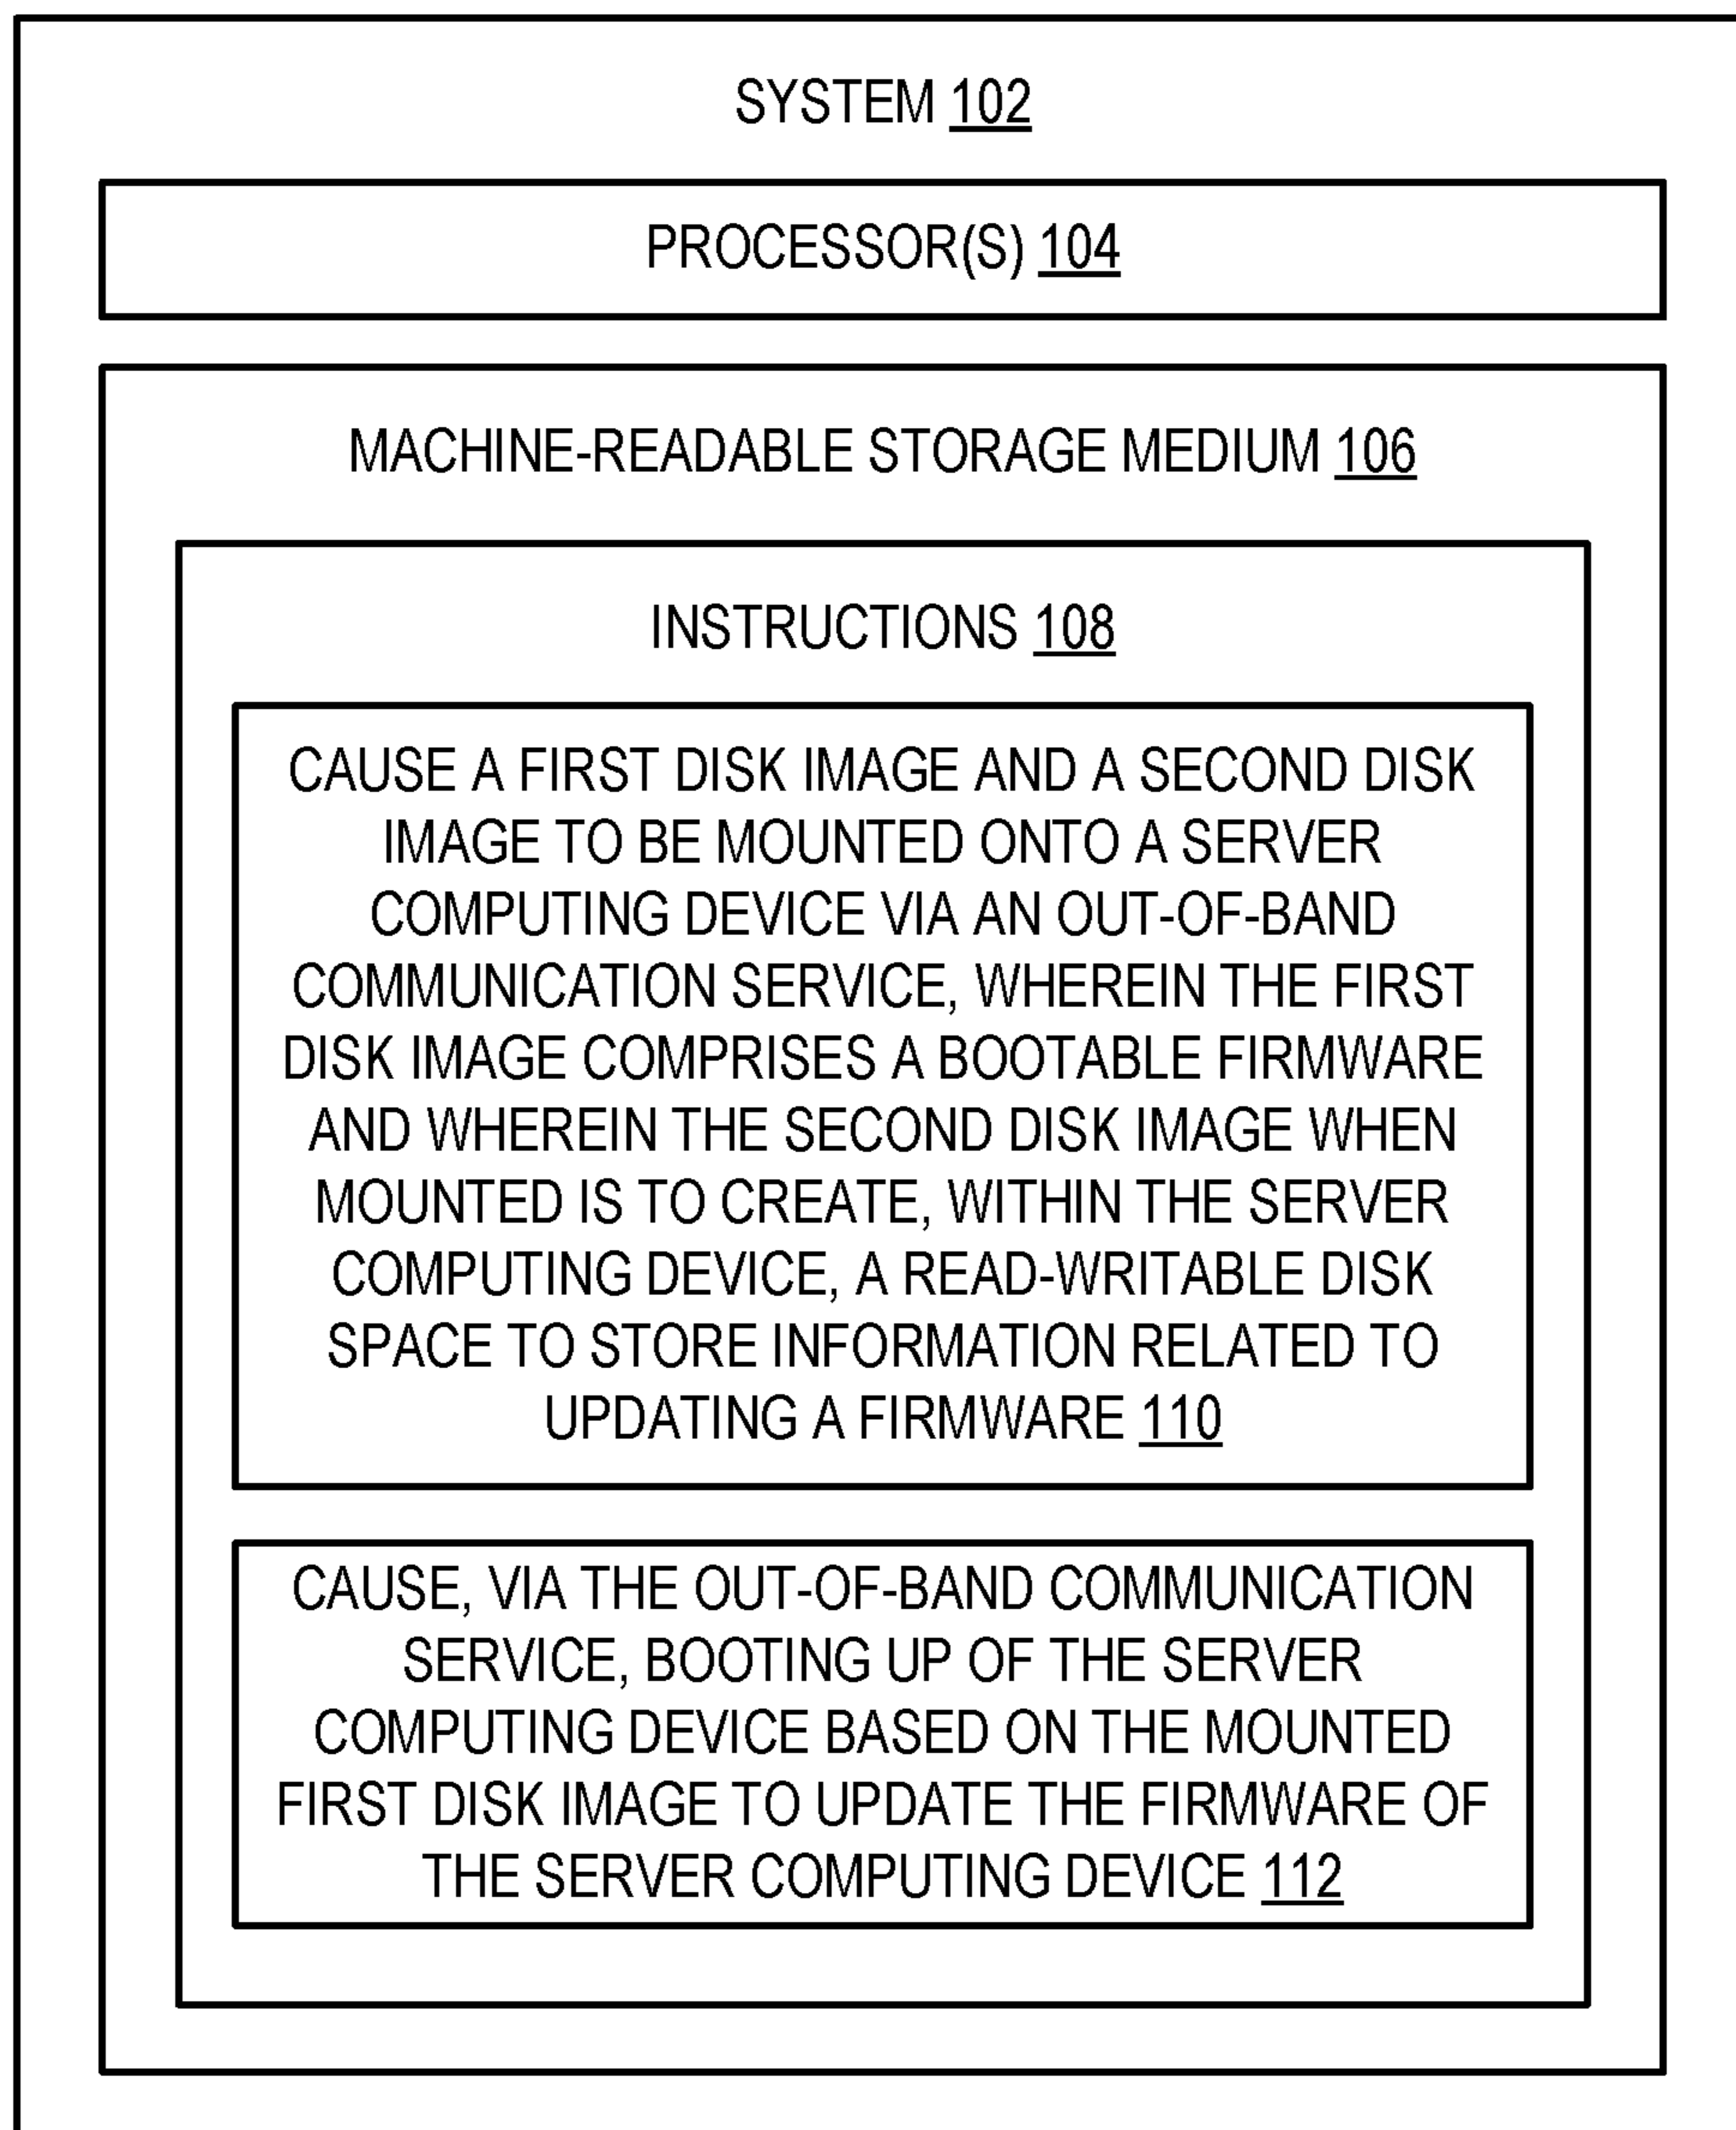 SYSTEM 102
PROCESSOR(S) 104
MACHINE-READABLE STORAGE MEDIUM 106
INSTRUCTIONS 108
CAUSE A FIRST DISK IMAGE AND A SECOND DISK
IMAGE TO BE MOUNTED ONTO A SERVER
COMPUTING DEVICE VIA AN OUT-OF-BAND
COMMUNICATION SERVICE, WHEREIN THE FIRST
DISK IMAGE COMPRISES A BOOTABLE FIRMWARE
AND WHEREIN THE SECOND DISK IMAGE WHEN
MOUNTED IS TO CREATE, WITHIN THE SERVER
COMPUTING DEVICE, A READ-WRITABLE DISK
SPACE TO STORE INFORMATION RELATED TO
UPDATING A FIRMWARE 110
CAUSE, VIA THE OUT-OF-BAND COMMUNICATION
SERVICE, BOOTING UP OF THE SERVER
COMPUTING DEVICE BASED ON THE MOUNTED
FIRST DISK IMAGE TO UPDATE THE FIRMWARE OF
THE SERVER COMPUTING DEVICE 112